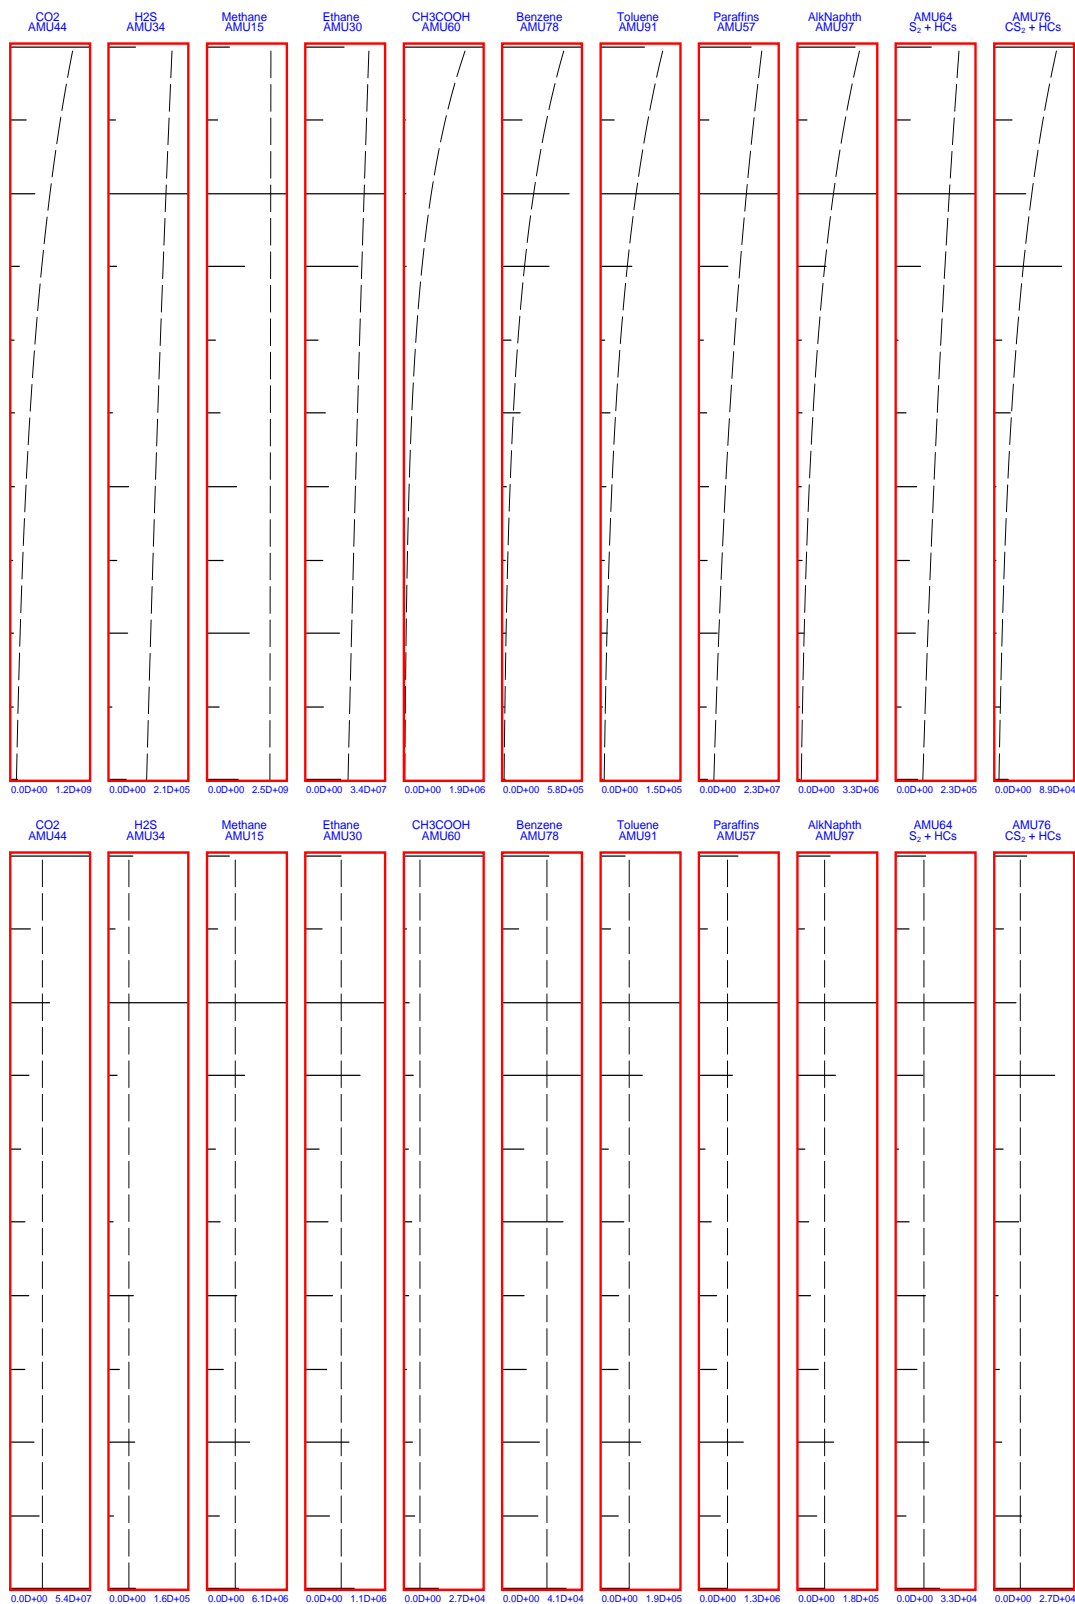 CO2 H2S Methane Ethane CH3COOH Benzene Toluene Paraffins AlkNaphth AMU64 AMU76
AMU44 AMU34 AMU15 AMU30 AMU60 AMU78 AMU91 AMU57 AMU97 S₂ + HCs CS₂ + HCs
0.0D+00 1.2D+09 0.0D+00 2.1D+05 0.0D+00 2.5D+09 0.0D+00 3.4D+07 0.0D+00 1.9D+06 0.0D+00 5.8D+05 0.0D+00 1.5D+05 0.0D+00 2.3D+07 0.0D+00 3.3D+06 0.0D+00 2.3D+05 0.0D+00 8.9D+04
CO2 H2S Methane Ethane CH3COOH Benzene Toluene Paraffins AlkNaphth AMU64 AMU76
AMU44 AMU34 AMU15 AMU30 AMU60 AMU78 AMU91 AMU57 AMU97 S₂ + HCs CS₂ + HCs
0.0D+00 5.4D+07 0.0D+00 1.6D+05 0.0D+00 6.1D+06 0.0D+00 1.1D+06 0.0D+00 2.7D+04 0.0D+00 4.1D+04 0.0D+00 1.9D+05 0.0D+00 1.3D+06 0.0D+00 1.8D+05 0.0D+00 3.3D+04 0.0D+00 2.7D+04